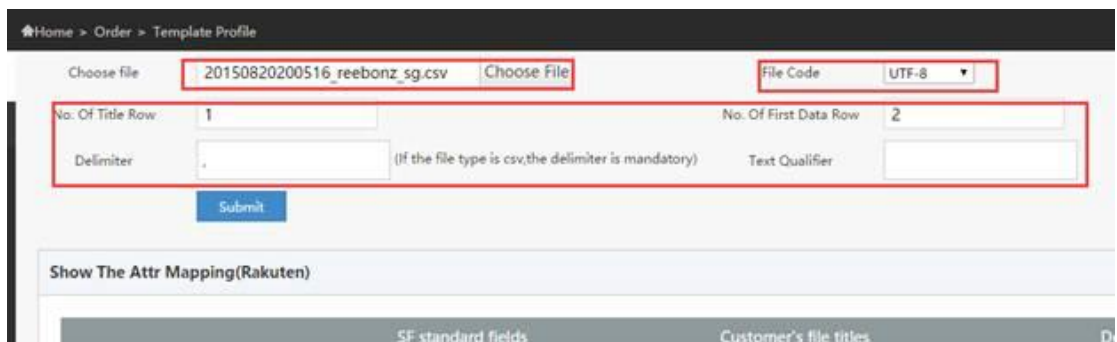 Home > Order > Template Profile
Choose file 20150820200516_reebonz_sg.csv Choose File File Code UTF-8
No. Of Title Row 1 No. Of First Data Row 2
Delimiter , (If the file type is csv,the delimiter is mandatory) Text Qualifier
Submit
Show The Attr Mapping(Rakuten)
SF standard fields Customer's file titles